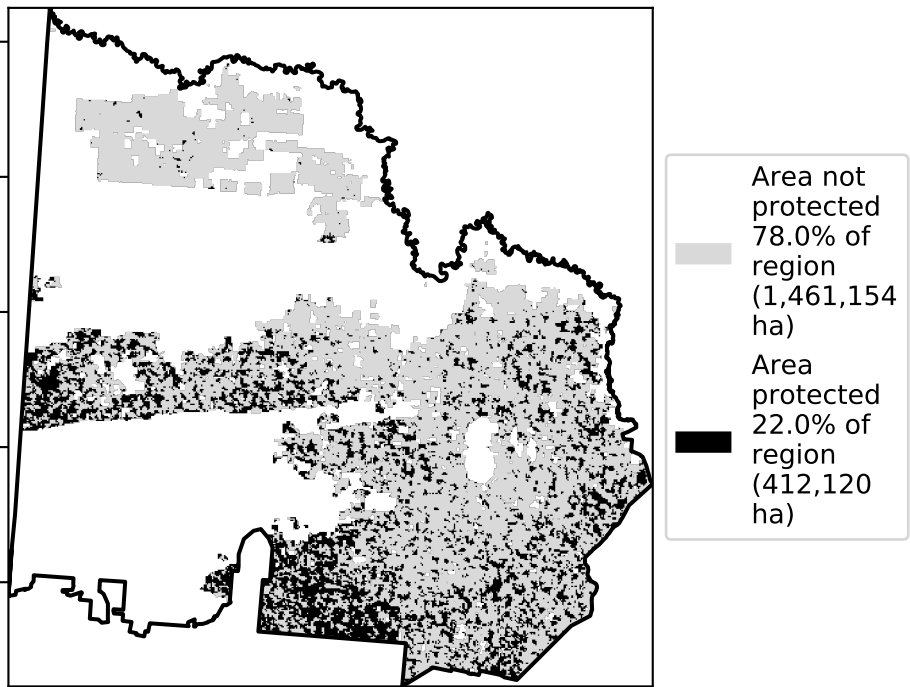 Area not
protected
78.0% of
region
(1,461,154
ha)
Area
protected
22.0% of
region
(412,120
ha)